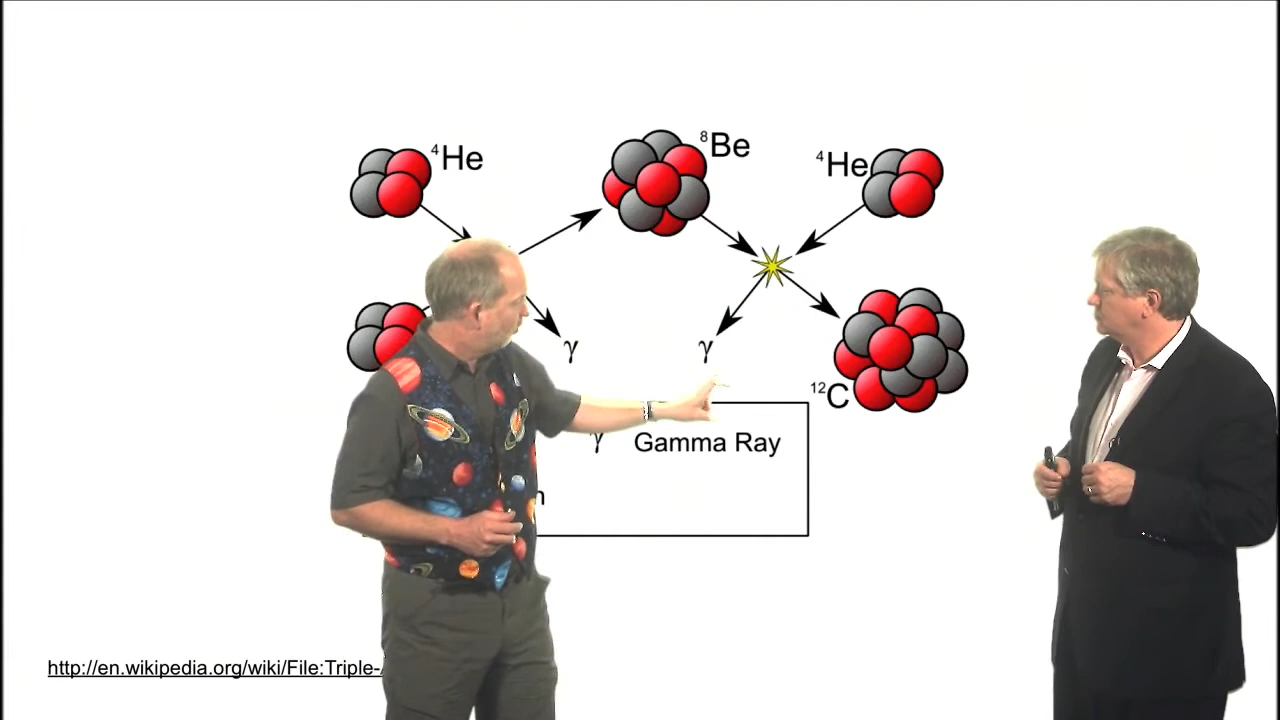 ⁴He
⁸Be
⁴He
γ
γ
¹²C
γ Gamma Ray
http://en.wikipedia.org/wiki/File:Triple-